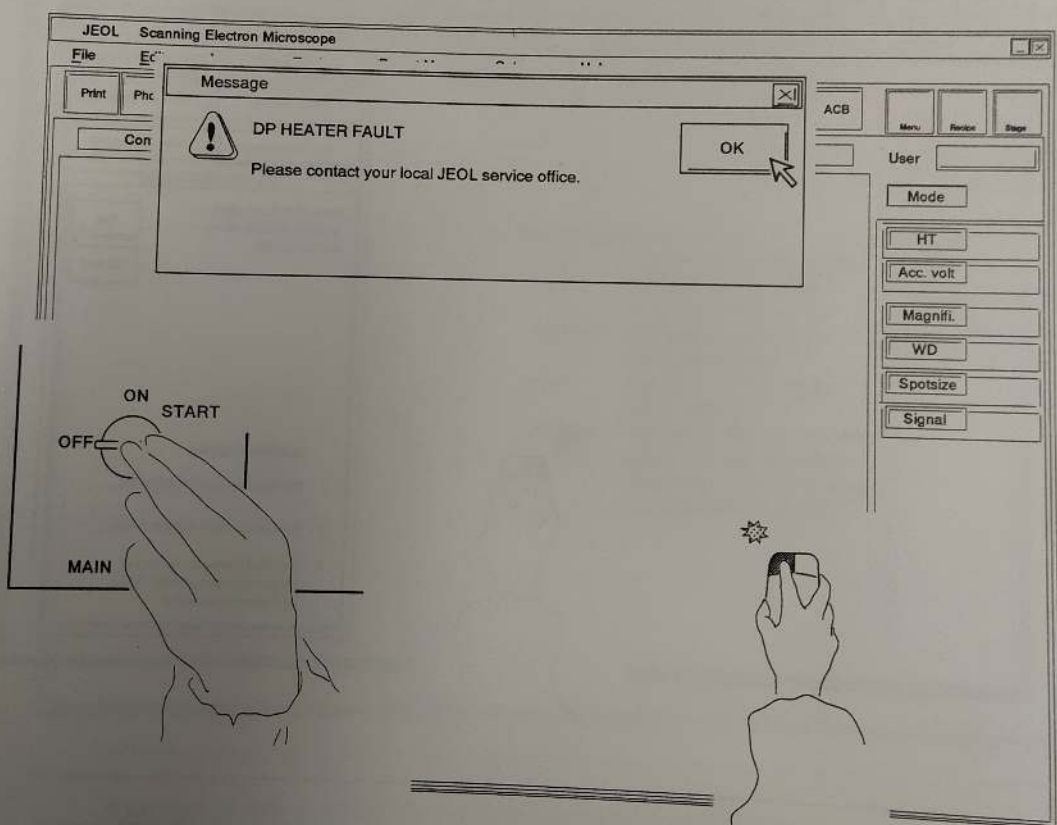 JEOL Scanning Electron Microscope
File
Message
Print
ACB
Menu Recipe Stage
DP HEATER FAULT
OK
Please contact your local JEOL service office.
User
Mode
HT
Acc. volt
Magnifi.
WD
Spotsize
Signal
ON
START
OFF
MAIN